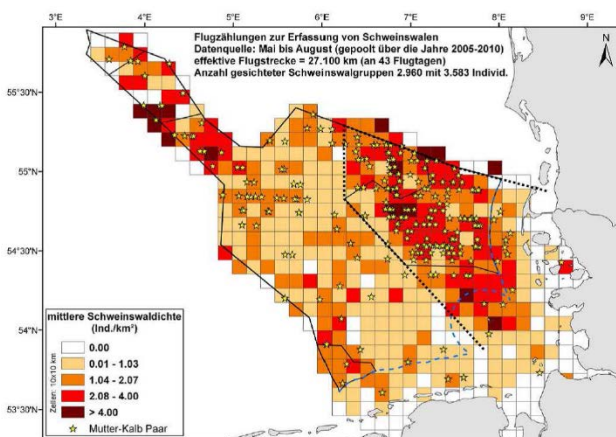 Flugzählungen zur Erfassung von Schweinswalen
Datenquelle: Mai bis August (gepoolt über die Jahre 2005-2010)
effektive Flugstrecke = 27.100 km (an 43 Flugtagen)
Anzahl gesichteter Schweinswalgruppen 2.960 mit 3.583 Individ.
N
55°30'N
55°N
54°30'N
54°N
53°30'N
mittlere Schweinswaldichte
(Ind./km²)
Zellen: 10x10 km
0.00
0.01 - 1.03
1.04 - 2.07
2.08 - 4.00
> 4.00
Mutter-Kalb Paar
4°E
5°E
6°E
7°E
8°E
9°E